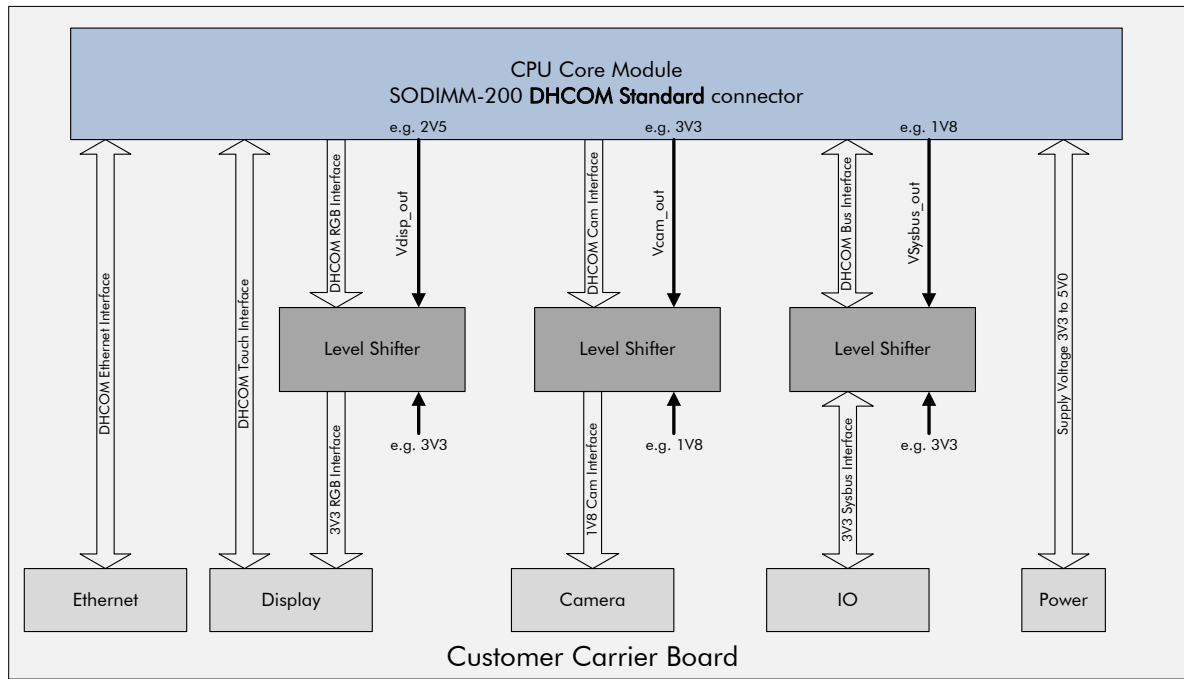 CPU Core Module
SODIMM-200 DHCOM Standard connector
e.g. 2V5
e.g. 3V3
e.g. 1V8
DHCOM Ethernet Interface
DHCOM Touch Interface
DHCOM RGB Interface
Vdisp_out
DHCOM Cam Interface
Vcam_out
DHCOM Bus Interface
VSysbus_out
Supply Voltage 3V3 to 5V0
Level Shifter
Level Shifter
Level Shifter
e.g. 3V3
e.g. 1V8
e.g. 3V3
3V3 RGB Interface
1V8 Cam Interface
3V3 Sysbus Interface
Ethernet
Display
Camera
IO
Power
Customer Carrier Board